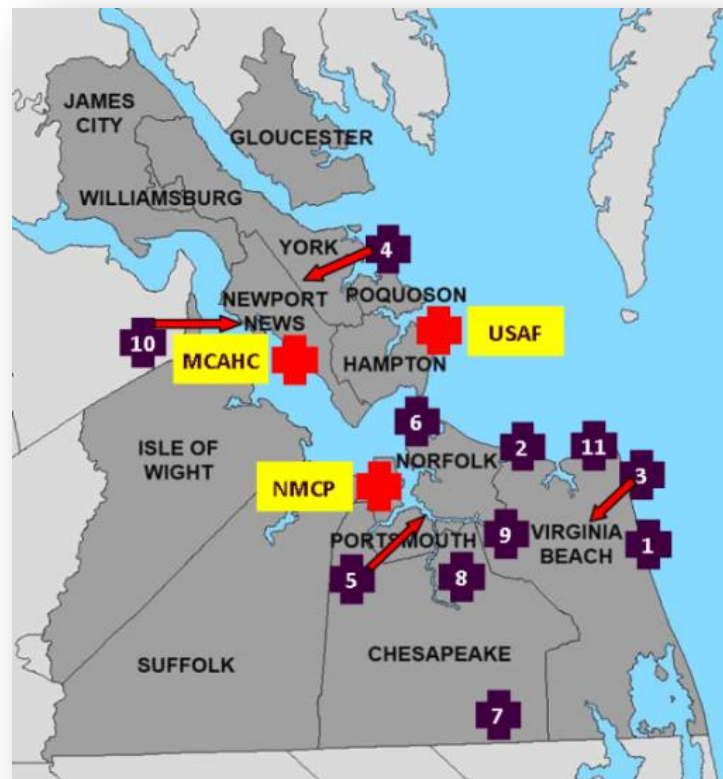 JAMES
CITY
GLOUCESTER
WILLIAMSBURG
YORK
4
NEWPORT
NEWS
POQUOSON
10
MCAHC
USAF
HAMPTON
6
ISLE OF
WIGHT
NORFOLK
2
11
3
NMCP
9
VIRGINIA
BEACH
1
PORTSMOUTH
5
8
SUFFOLK
CHESAPEAKE
7